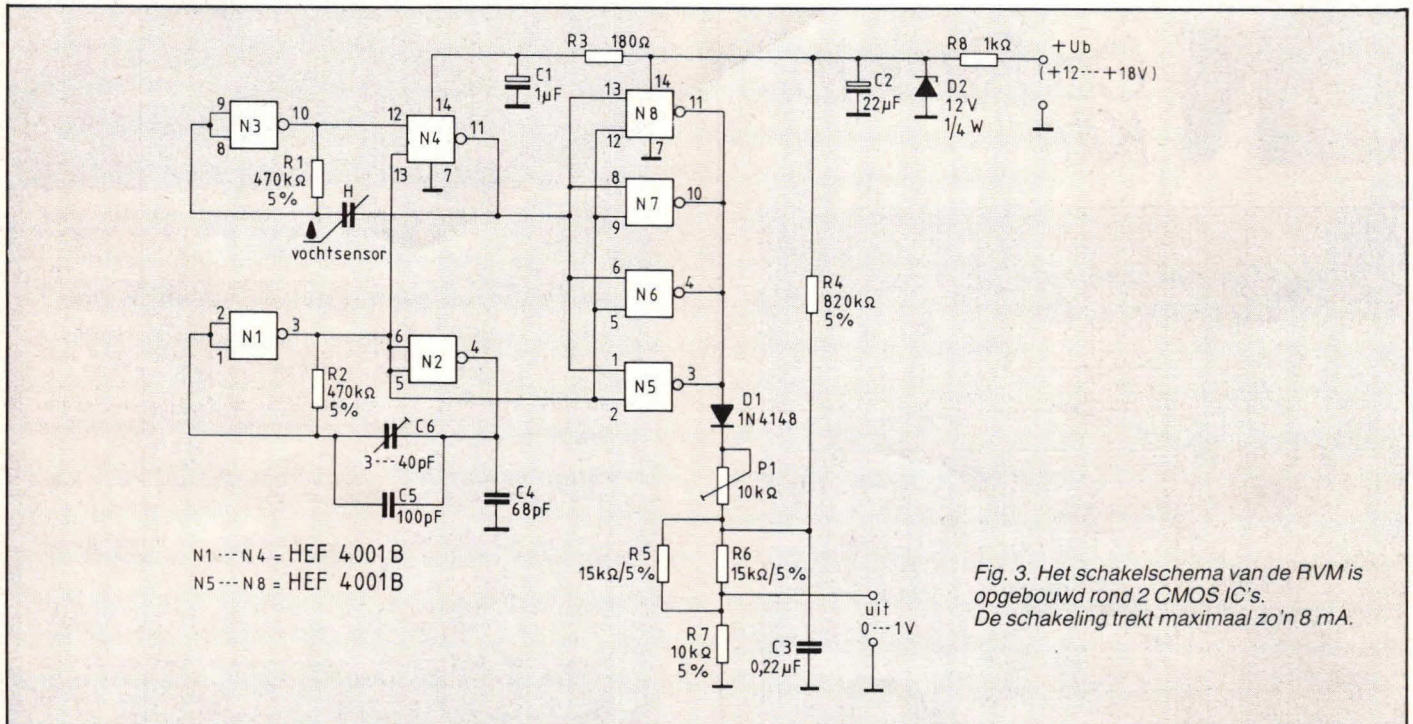 R3 180Ω
R8 1kΩ
+Ub
(+12---+18V)
C1
1µF
C2
22µF
D2
12V
1/4 W
14
13
N8
11
12
7
9
N3
10
8
R1
470kΩ
5%
H
vochtsensor
14
12
N4
11
13
7
8
N7
10
9
6
N6
4
5
R4
820kΩ
5%
2
N1
3
1
R2
470kΩ
5%
6
N2
4
5
1
N5
3
2
D1
1N4148
C6
3---40pF
C5
100pF
C4
68pF
P1
10kΩ
R5
15kΩ/5%
R6
15kΩ/5%
R7
10kΩ
5%
C3
0,22µF
uit
0---1V
N1---N4 = HEF 4001B
N5---N8 = HEF 4001B
Fig. 3. Het schakelschema van de RVM is
opgebouwd rond 2 CMOS IC's.
De schakeling trekt maximaal zo'n 8 mA.